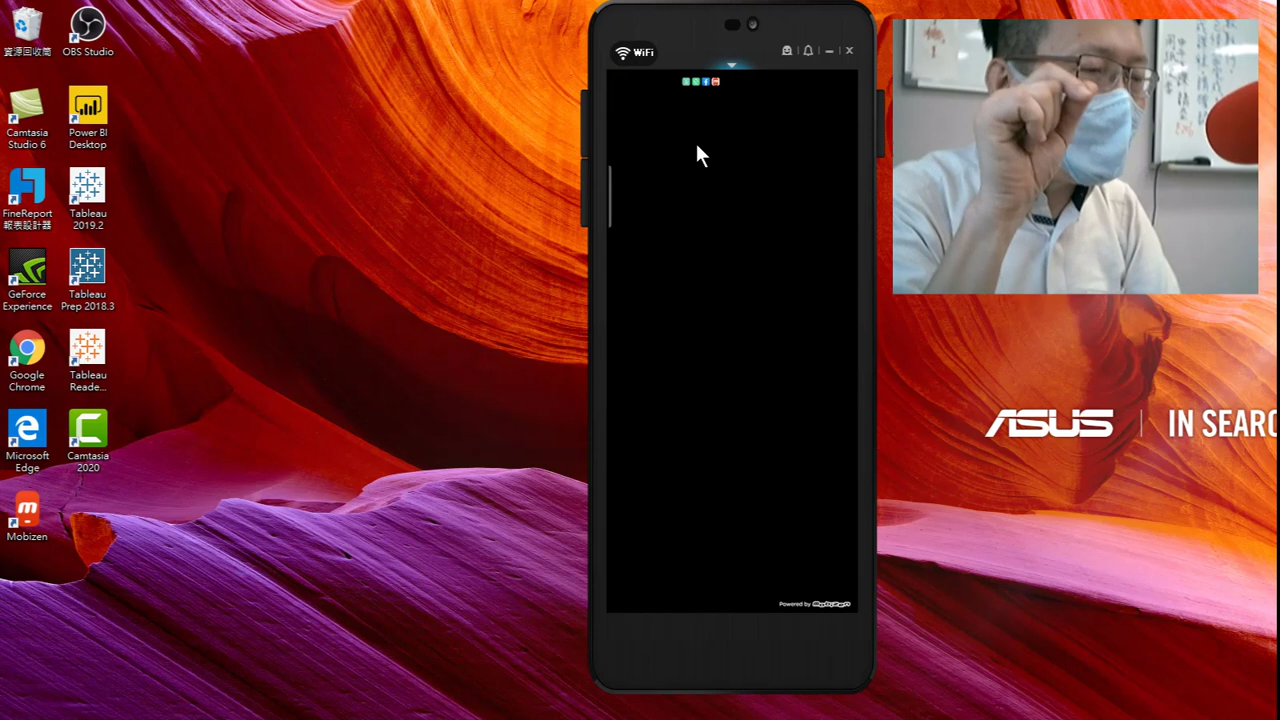 資源回收筒
OBS Studio
Camtasia
Studio 6
Power BI
Desktop
FineReport
報表設計器
Tableau
2019.2
GeForce
Experience
Tableau
Prep 2018.3
Google
Chrome
Tableau
Reade...
Microsoft
Edge
Camtasia
2020
Mobizen
WiFi
Powered by Mobizen
ASUS
IN SEARC